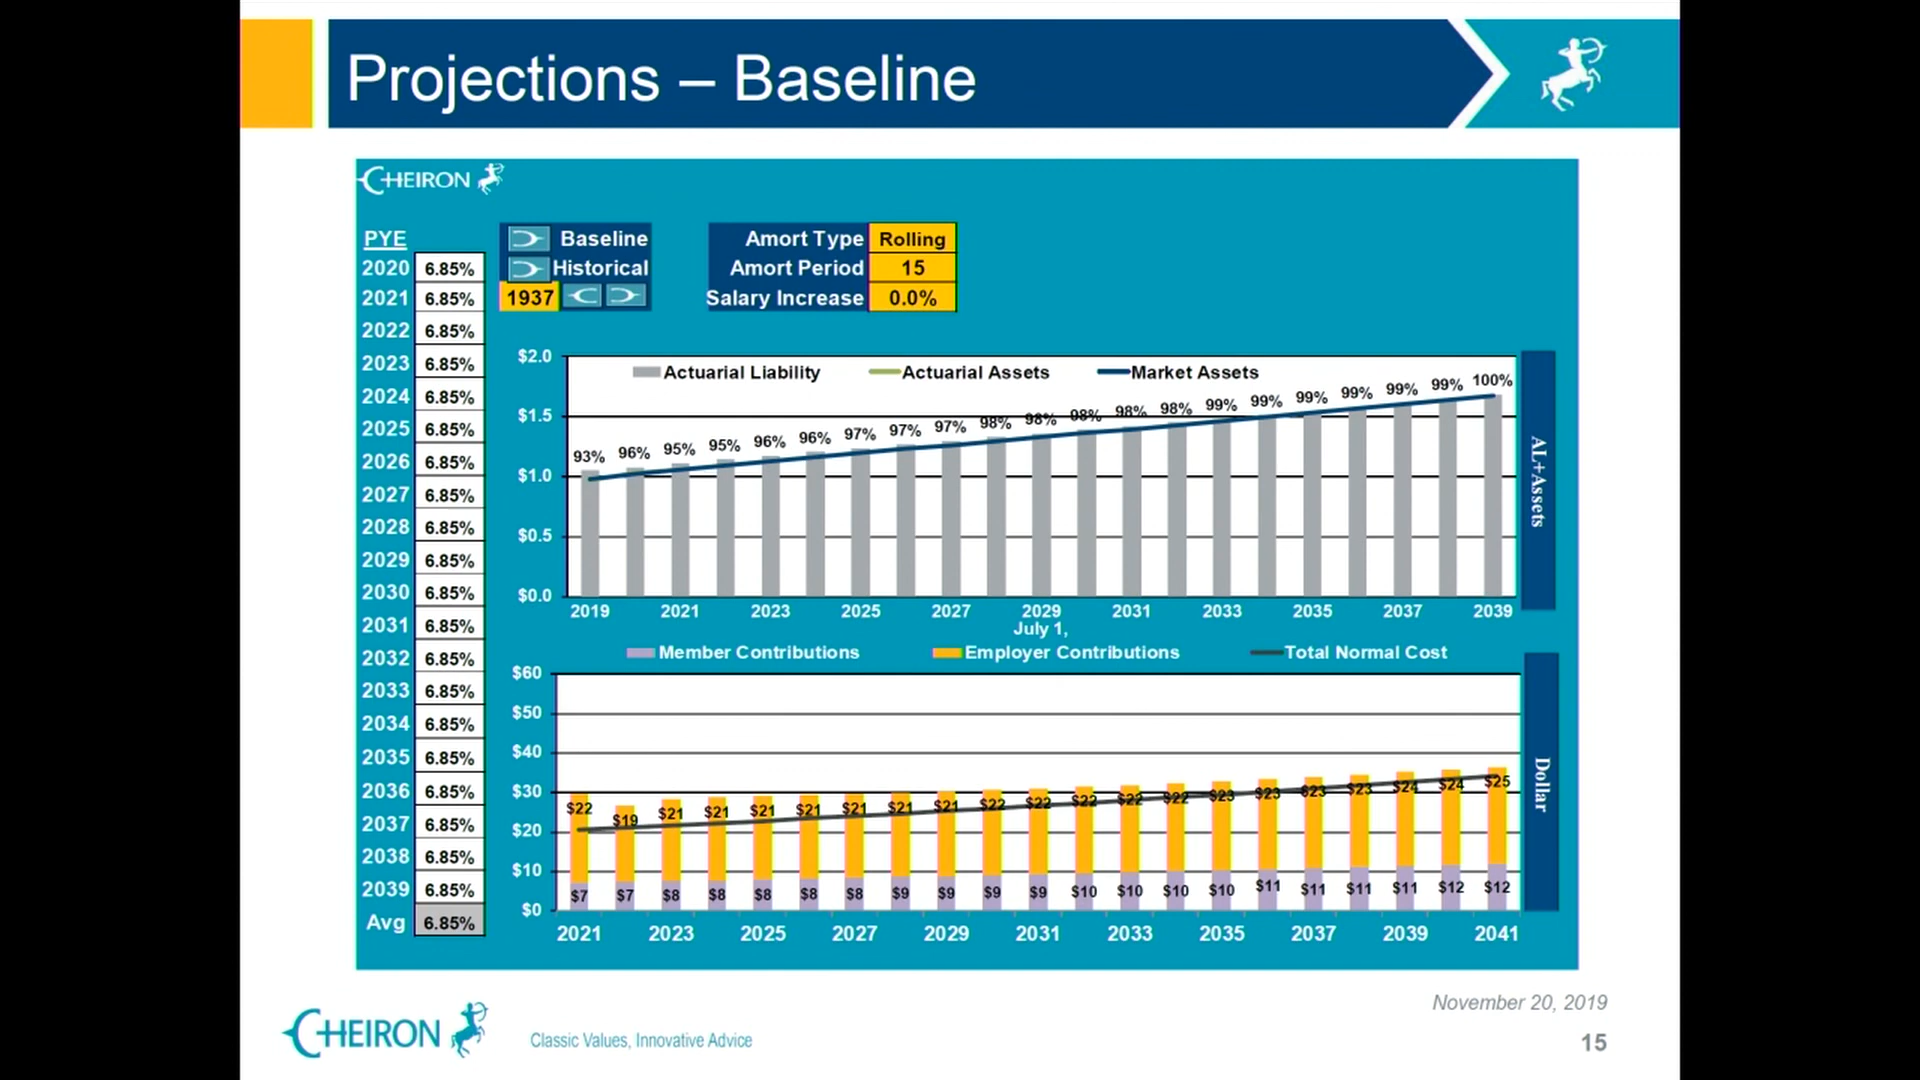 Projections – Baseline
CHEIRON
PYE
2020 6.85%
2021 6.85%
2022 6.85%
2023 6.85%
2024 6.85%
2025 6.85%
2026 6.85%
2027 6.85%
2028 6.85%
2029 6.85%
2030 6.85%
2031 6.85%
2032 6.85%
2033 6.85%
2034 6.85%
2035 6.85%
2036 6.85%
2037 6.85%
2038 6.85%
2039 6.85%
Avg 6.85%
Baseline
Historical
1937
Amort Type Rolling
Amort Period 15
Salary Increase 0.0%
Actuarial Liability Actuarial Assets Market Assets
$2.0
$1.5
$1.0
$0.5
$0.0
93% 96% 95% 95% 96% 96% 97% 97% 97% 98% 98% 98% 98% 98% 99% 99% 99% 99% 99% 99% 100%
2019 2021 2023 2025 2027 2029 2031 2033 2035 2037 2039
July 1,
AL+Assets
Member Contributions Employer Contributions Total Normal Cost
$60
$50
$40
$30
$20
$10
$0
$22 $19 $21 $21 $21 $21 $21 $21 $21 $22 $22 $22 $22 $22 $23 $23 $23 $23 $24 $24 $25
$7 $7 $8 $8 $8 $8 $8 $9 $9 $9 $9 $10 $10 $10 $10 $11 $11 $11 $11 $12 $12
2021 2023 2025 2027 2029 2031 2033 2035 2037 2039 2041
Dollar
November 20, 2019
CHEIRON
Classic Values, Innovative Advice
15